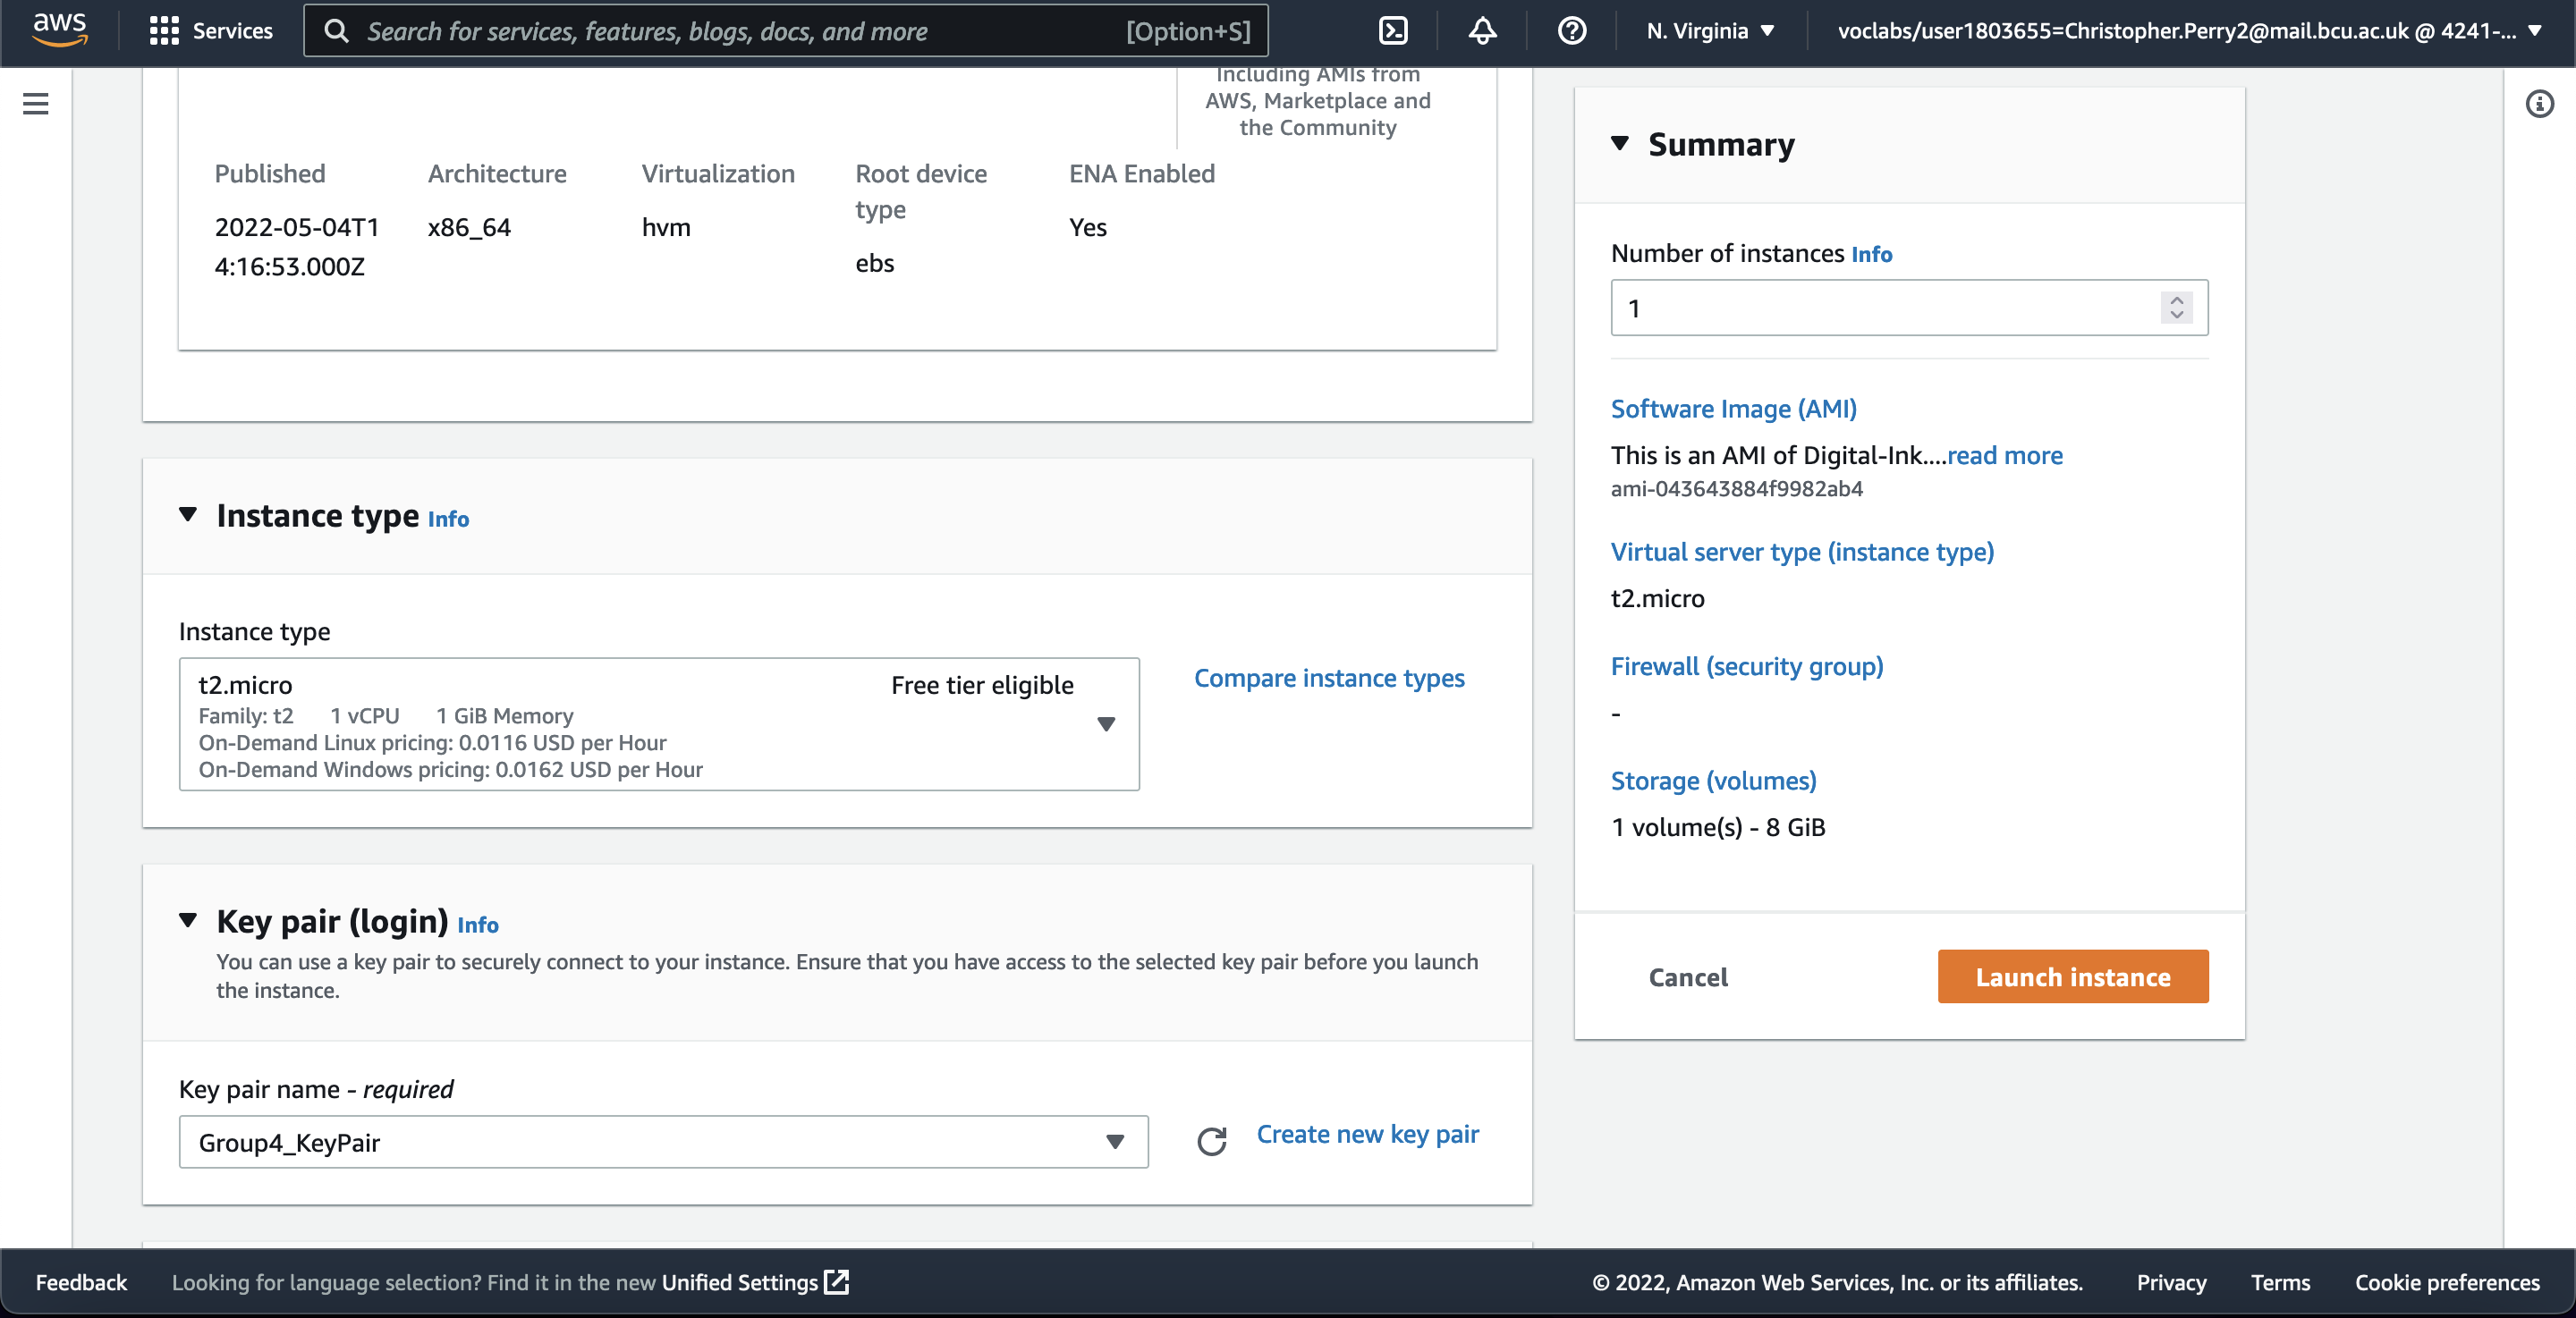 aws
Services
Search for services, features, blogs, docs, and more
[Option+S]
N. Virginia
voclabs/user1803655=Christopher.Perry2@mail.bcu.ac.uk @ 4241-...
Including AMIs from
AWS, Marketplace and
the Community
Published
Architecture
Virtualization
Root device
type
ENA Enabled
2022-05-04T1
4:16:53.000Z
x86_64
hvm
ebs
Yes
Instance type Info
Instance type
t2.micro
Free tier eligible
Family: t2 1 vCPU 1 GiB Memory
On-Demand Linux pricing: 0.0116 USD per Hour
On-Demand Windows pricing: 0.0162 USD per Hour
Compare instance types
Key pair (login) Info
You can use a key pair to securely connect to your instance. Ensure that you have access to the selected key pair before you launch
the instance.
Key pair name - required
Group4_KeyPair
Create new key pair
Summary
Number of instances Info
1
Software Image (AMI)
This is an AMI of Digital-Ink....read more
ami-043643884f9982ab4
Virtual server type (instance type)
t2.micro
Firewall (security group)
-
Storage (volumes)
1 volume(s) - 8 GiB
Cancel
Launch instance
Feedback
Looking for language selection? Find it in the new Unified Settings
© 2022, Amazon Web Services, Inc. or its affiliates.
Privacy
Terms
Cookie preferences